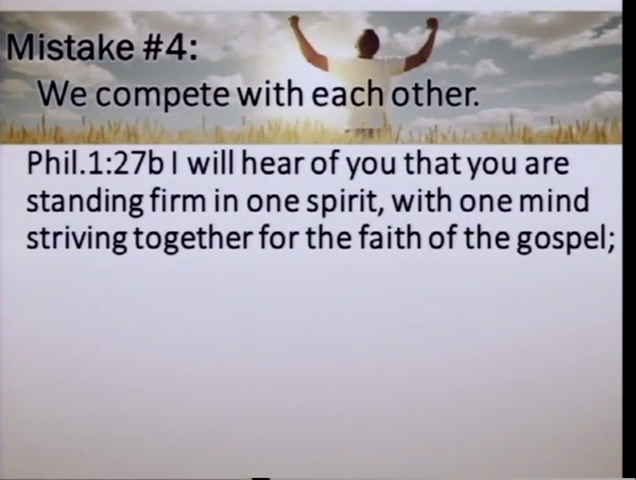 Mistake #4:
We compete with each other.
Phil.1:27b I will hear of you that you are
standing firm in one spirit, with one mind
striving together for the faith of the gospel;